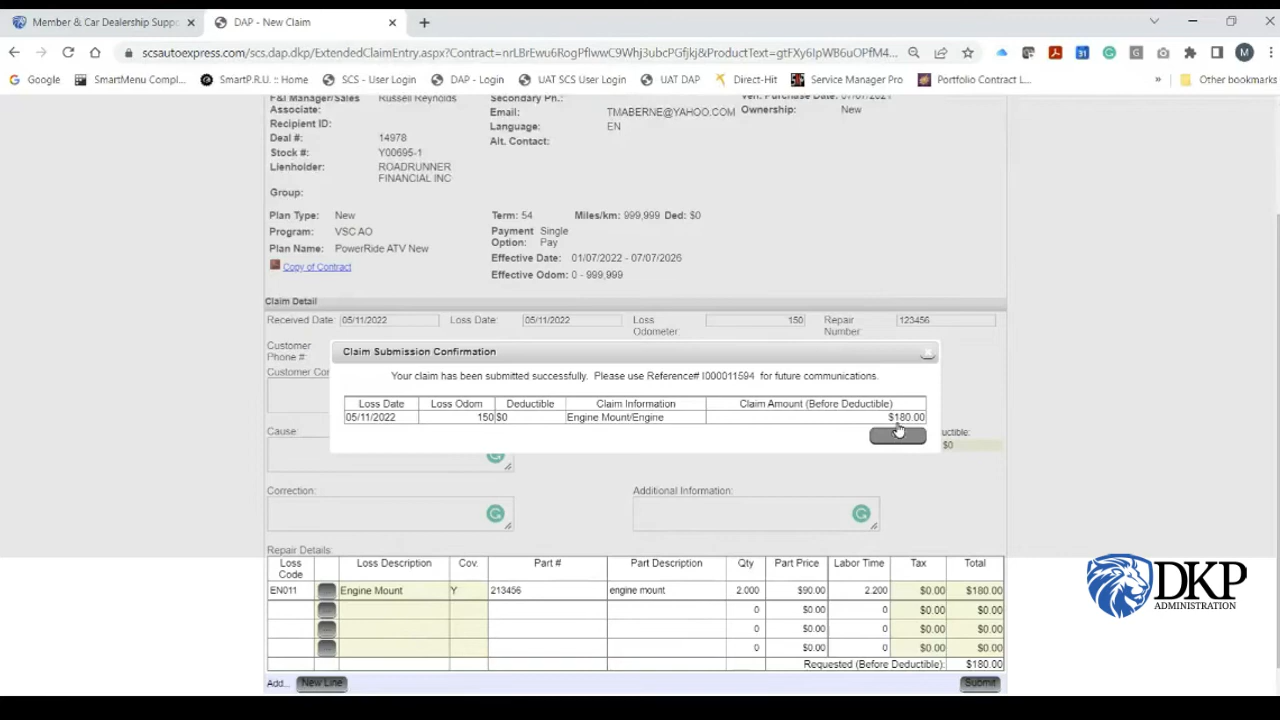 Member & Car Dealership Suppo
DAP - New Claim
scsautoexpress.com/scs.dap.dkp/ExtendedClaimEntry.aspx?Contract=nrLBrEwu6RogPflwwC9Whj3ubcPGfjkj&ProductText=gtFXy6IpWB6uOPfM4...
Google SmartMenu Compl... SmartP.R.U. :: Home SCS - User Login DAP - Login UAT SCS User Login UAT DAP Direct-Hit Service Manager Pro Portfolio Contract L... » Other bookmarks
F&I Manager/Sales Associate: Russell Reynolds
Recipient ID:
Deal #: 14978
Stock #: Y00695-1
Lienholder: ROADRUNNER FINANCIAL INC
Group:
Secondary Pn.:
Email: TMABERNE@YAHOO.COM
Language: EN
Alt. Contact:
Veh. Purchase Date: 07/07/2021
Ownership: New
Plan Type: New
Program: VSC AO
Plan Name: PowerRide ATV New
Copy of Contract
Term: 54 Miles/km: 999,999 Ded: $0
Payment Option: Single Pay
Effective Date: 01/07/2022 - 07/07/2026
Effective Odom: 0 - 999,999
Claim Detail
Received Date: 05/11/2022 Loss Date: 05/11/2022 Loss Odometer: 150 Repair Number: 123456
Customer Phone #:
Customer Con
Claim Submission Confirmation
Your claim has been submitted successfully. Please use Reference# I000011594 for future communications.
Loss Date Loss Odom Deductible Claim Information Claim Amount (Before Deductible)
05/11/2022 150 $0 Engine Mount/Engine $180.00
Cause:
uctible:
$0
Correction:
Additional Information:
Repair Details:
Loss Code Loss Description Cov. Part # Part Description Qty Part Price Labor Time Tax Total
EN011 Engine Mount Y 213456 engine mount 2.000 $90.00 2.200 $0.00 $180.00
0 $0.00 0 $0.00 $0.00
0 $0.00 0 $0.00 $0.00
0 $0.00 0 $0.00 $0.00
Requested (Before Deductible): $180.00
Add... New Line Submit
DKP
ADMINISTRATION